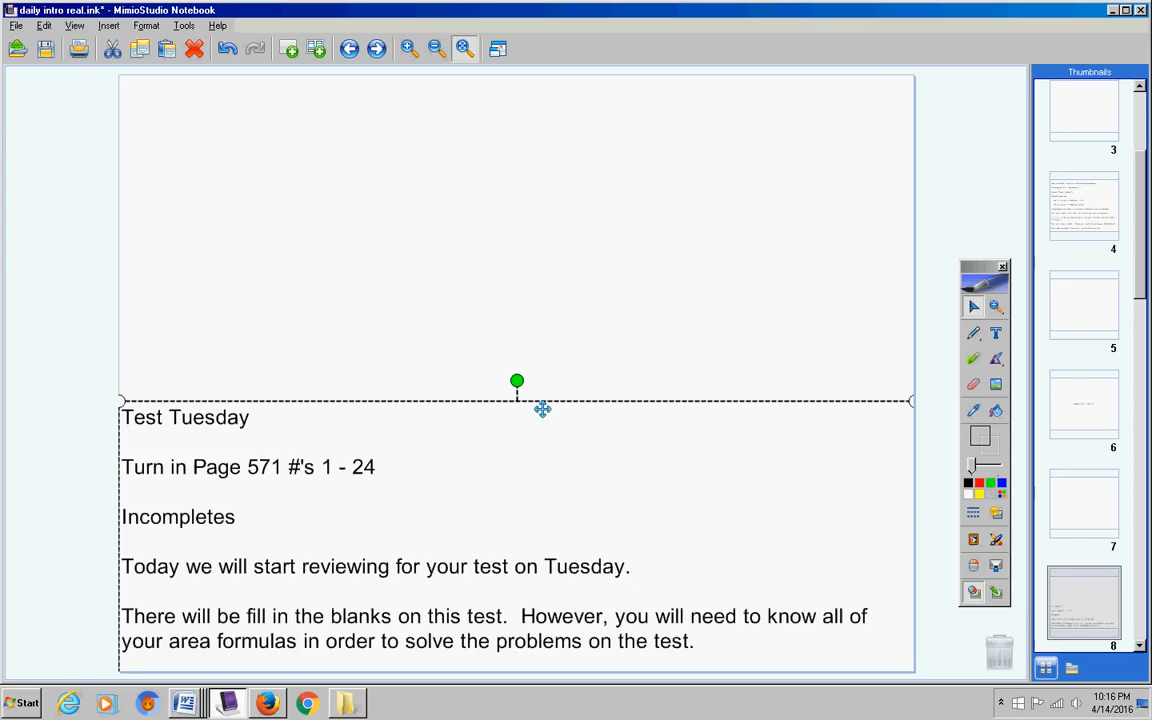 daily intro real.ink* - MimioStudio Notebook
File Edit View Insert Format Tools Help
Thumbnails
3
4
5
6
7
8
Test Tuesday
Turn in Page 571 #'s 1 - 24
Incompletes
Today we will start reviewing for your test on Tuesday.
There will be fill in the blanks on this test.  However, you will need to know all of
your area formulas in order to solve the problems on the test.
Start
10:16 PM
4/14/2016